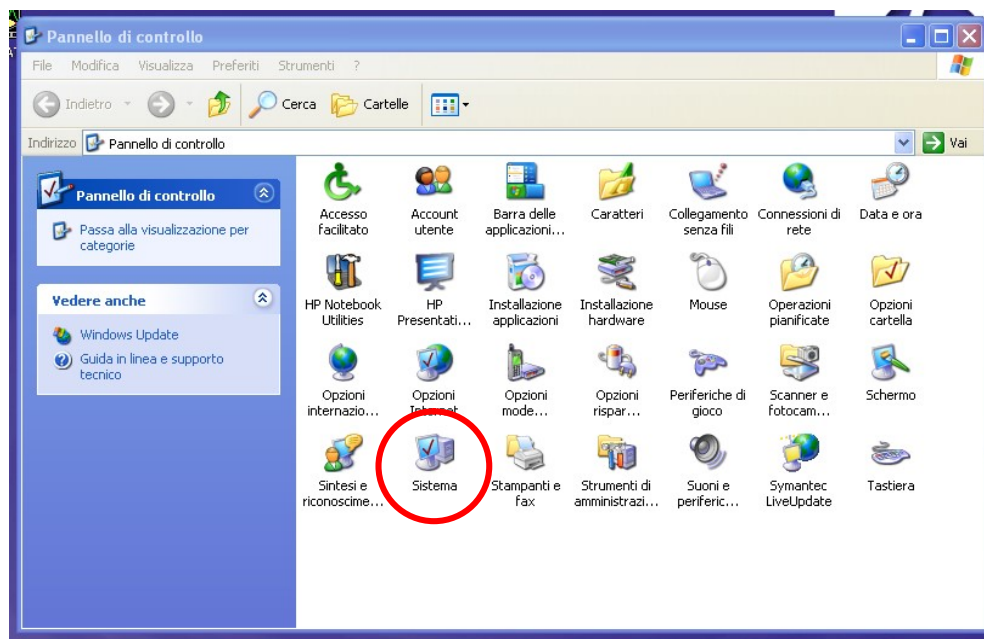 Pannello di controllo
File Modifica Visualizza Preferiti Strumenti ?
Indietro Cerca Cartelle
Indirizzo Pannello di controllo Vai
Pannello di controllo
Passa alla visualizzazione per
categorie
Vedere anche
Windows Update
Guida in linea e supporto
tecnico
Accesso
facilitato
Account
utente
Barra delle
applicazioni...
Caratteri
Collegamento
senza fili
Connessioni di
rete
Data e ora
HP Notebook
Utilities
HP
Presentati...
Installazione
applicazioni
Installazione
hardware
Mouse
Operazioni
pianificate
Opzioni
cartella
Opzioni
internazio...
Opzioni
Internet
Opzioni
mode...
Opzioni
rispar...
Periferiche di
gioco
Scanner e
fotocam...
Schermo
Sintesi e
riconoscime...
Sistema
Stampanti e
fax
Strumenti di
amministrazi...
Suoni e
periferic...
Symantec
LiveUpdate
Tastiera